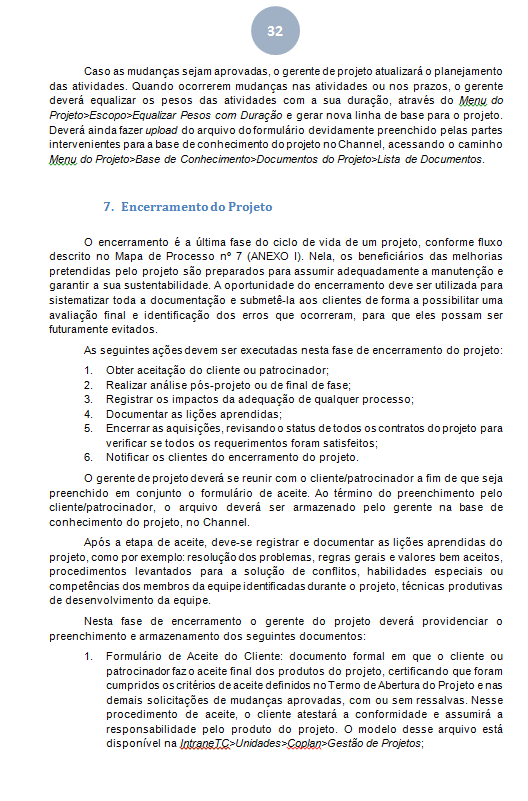 32
Caso as mudanças sejam aprovadas, o gerente de projeto atualizará o planejamento
das atividades. Quando ocorrerem mudanças nas atividades ou nos prazos, o gerente
deverá equalizar os pesos das atividades com a sua duração, através do Menu do
Projeto>Escopo>Equalizar Pesos com Duração e gerar nova linha de base para o projeto.
Deverá ainda fazer upload do arquivo do formulário devidamente preenchido pelas partes
intervenientes para a base de conhecimento do projeto no Channel, acessando o caminho
Menu do Projeto>Base de Conhecimento>Documentos do Projeto>Lista de Documentos.
7. Encerramento do Projeto
O encerramento é a última fase do ciclo de vida de um projeto, conforme fluxo
descrito no Mapa de Processo nº 7 (ANEXO I). Nela, os beneficiários das melhorias
pretendidas pelo projeto são preparados para assumir adequadamente a manutenção e
garantir a sua sustentabilidade. A oportunidade do encerramento deve ser utilizada para
sistematizar toda a documentação e submetê-la aos clientes de forma a possibilitar uma
avaliação final e identificação dos erros que ocorreram, para que eles possam ser
futuramente evitados.
As seguintes ações devem ser executadas nesta fase de encerramento do projeto:
1. Obter aceitação do cliente ou patrocinador;
2. Realizar análise pós-projeto ou de final de fase;
3. Registrar os impactos da adequação de qualquer processo;
4. Documentar as lições aprendidas;
5. Encerrar as aquisições, revisando o status de todos os contratos do projeto para
verificar se todos os requerimentos foram satisfeitos;
6. Notificar os clientes do encerramento do projeto.
O gerente de projeto deverá se reunir com o cliente/patrocinador a fim de que seja
preenchido em conjunto o formulário de aceite. Ao término do preenchimento pelo
cliente/patrocinador, o arquivo deverá ser armazenado pelo gerente na base de
conhecimento do projeto, no Channel.
Após a etapa de aceite, deve-se registrar e documentar as lições aprendidas do
projeto, como por exemplo: resolução dos problemas, regras gerais e valores bem aceitos,
procedimentos levantados para a solução de conflitos, habilidades especiais ou
competências dos membros da equipe identificadas durante o projeto, técnicas produtivas
de desenvolvimento da equipe.
Nesta fase de encerramento o gerente do projeto deverá providenciar o
preenchimento e armazenamento dos seguintes documentos:
1. Formulário de Aceite do Cliente: documento formal em que o cliente ou
patrocinador faz o aceite final dos produtos do projeto, certificando que foram
cumpridos os critérios de aceite definidos no Termo de Abertura do Projeto e nas
demais solicitações de mudanças aprovadas, com ou sem ressalvas. Nesse
procedimento de aceite, o cliente atestará a conformidade e assumirá a
responsabilidade pelo produto do projeto. O modelo desse arquivo está
disponível na IntraneTC>Unidades>Coplan>Gestão de Projetos;